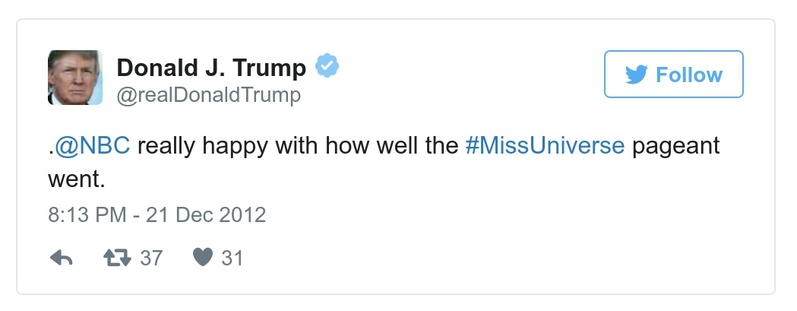 Donald J. Trump
@realDonaldTrump
Follow
.@NBC really happy with how well the #MissUniverse pageant
went.
8:13 PM - 21 Dec 2012
37 31